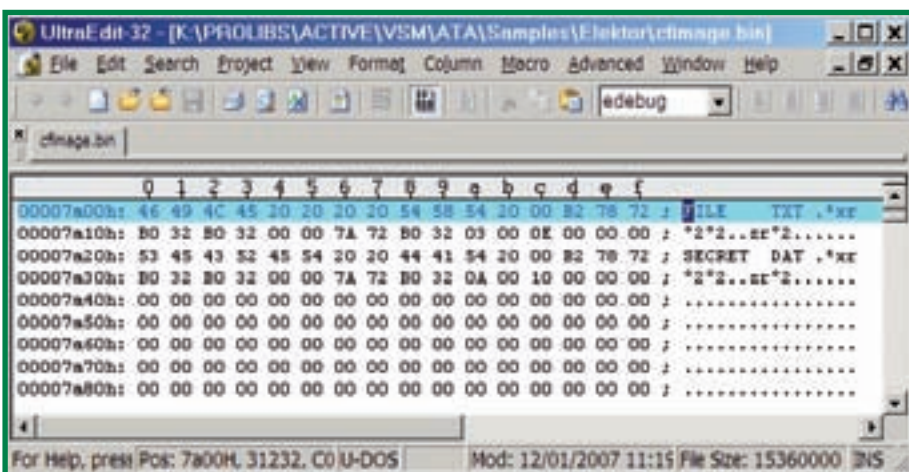 UltraEdit-32 - [K:\PROLIBS\ACTIVE\VSM\ATA\Samples\Elektor\cfimage.bin]
File Edit Search Project View Format Column Macro Advanced Window Help
edebug
cfimage.bin
0 1 2 3 4 5 6 7 8 9 a b c d e f
00007a00h: 46 49 4C 45 20 20 20 20 54 58 54 20 00 B2 78 72 ; FILE    TXT .*xr
00007a10h: B0 32 B0 32 00 00 7A 72 B0 32 03 00 0E 00 00 00 ; °2°2..zr°2......
00007a20h: 53 45 43 52 45 54 20 20 44 41 54 20 00 B2 78 72 ; SECRET  DAT .*xr
00007a30h: B0 32 B0 32 00 00 7A 72 B0 32 0A 00 10 00 00 00 ; °2°2..zr°2......
00007a40h: 00 00 00 00 00 00 00 00 00 00 00 00 00 00 00 00 ; ................
00007a50h: 00 00 00 00 00 00 00 00 00 00 00 00 00 00 00 00 ; ................
00007a60h: 00 00 00 00 00 00 00 00 00 00 00 00 00 00 00 00 ; ................
00007a70h: 00 00 00 00 00 00 00 00 00 00 00 00 00 00 00 00 ; ................
00007a80h: 00 00 00 00 00 00 00 00 00 00 00 00 00 00 00 00 ; ................
For Help, press Pos: 7a00H, 31232, C0 U-DOS Mod: 12/01/2007 11:15 File Size: 15360000 INS